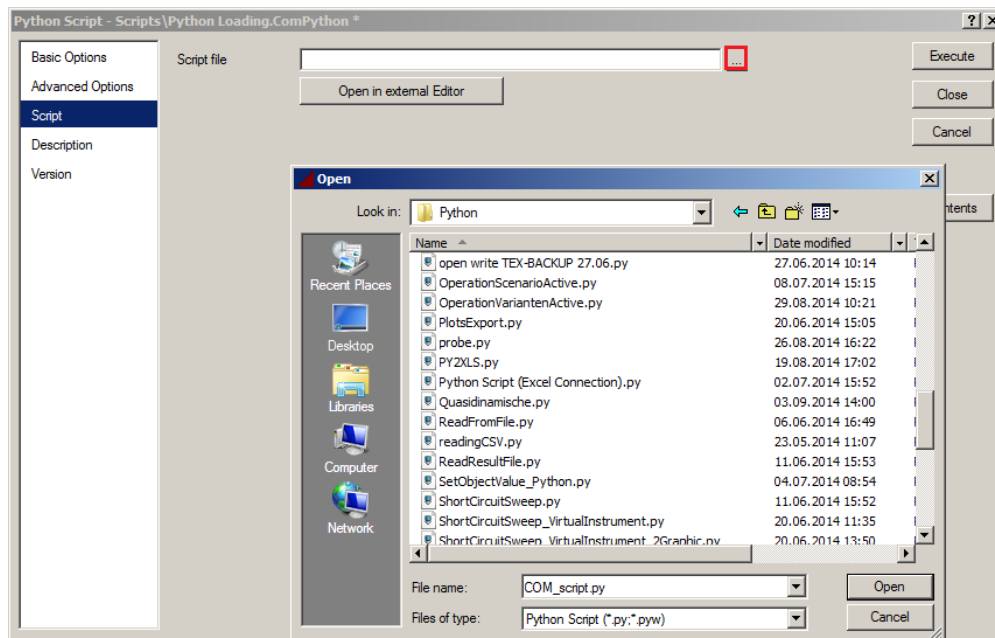 Python Script - Scripts\Python Loading.ComPython *
Basic Options
Advanced Options
Script
Description
Version
Script file
...
Open in external Editor
Execute
Close
Cancel
ntents
Open
Look in:
Python
Recent Places
Desktop
Libraries
Computer
Network
Name Date modified
open write TEX-BACKUP 27.06.py 27.06.2014 10:14
OperationScenarioActive.py 08.07.2014 15:15
OperationVariantenActive.py 29.08.2014 10:21
PlotsExport.py 20.06.2014 15:05
probe.py 26.08.2014 16:22
PY2XLS.py 19.08.2014 17:02
Python Script (Excel Connection).py 02.07.2014 15:52
Quasidinamische.py 03.09.2014 14:00
ReadFromFile.py 06.06.2014 16:49
readingCSV.py 23.05.2014 11:07
ReadResultFile.py 11.06.2014 15:53
SetObjectValue_Python.py 04.07.2014 08:54
ShortCircuitSweep.py 11.06.2014 15:52
ShortCircuitSweep_VirtualInstrument.py 20.06.2014 11:35
ShortCircuitSweep_VirtualInstrument_2Graphic.py 20.06.2014 13:50
File name: COM_script.py Open
Files of type: Python Script (*.py;*.pyw) Cancel